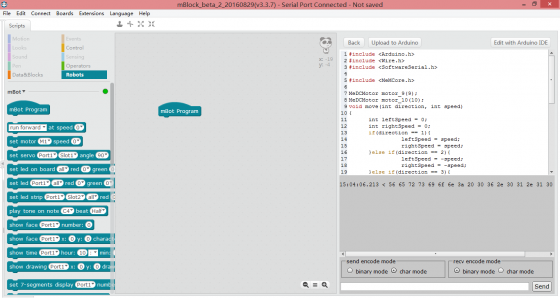 mBlock_beta_2_20160829(v3.3.7) - Serial Port Connected - Not saved
File Edit Connect Boards Extensions Language Help
Scripts
Motion Events
Looks Control
Sound Sensing
Pen Operators
Data&Blocks Robots
mBot
mBot Program
run forward at speed 0
set motor M1 speed 0
set servo Port1 Slot1 angle 90
set led on board all red 0 green
set led Port1 all red 0 green
set led strip Port1 Slot2 all red
play tone on note C4 beat Half
show face Port1 number: 0
show face Port1 x: 0 y: 0 charac
show time Port1 hour: 10 : min
show drawing Port1 x: 0 y: 0 dra
set 7-segments display Port1 num
mBot Program
Back Upload to Arduino Edit with Arduino IDE
1 #include <Arduino.h>
2 #include <Wire.h>
3 #include <SoftwareSerial.h>
4
5 #include <MeMCore.h>
6
7 MeDCMotor motor_9(9);
8 MeDCMotor motor_10(10);
9 void move(int direction, int speed)
10 {
11 int leftSpeed = 0;
12 int rightSpeed = 0;
13 if(direction == 1){
14 leftSpeed = speed;
15 rightSpeed = speed;
16 }else if(direction == 2){
17 leftSpeed = -speed;
18 rightSpeed = -speed;
19 }else if(direction == 3){
15:04:06.213 < 56 65 72 73 69 6f 6e 3a 20 30 36 2e 30 31 2e 31 30
send encode mode
binary mode char mode
recv encode mode
binary mode char mode
Send